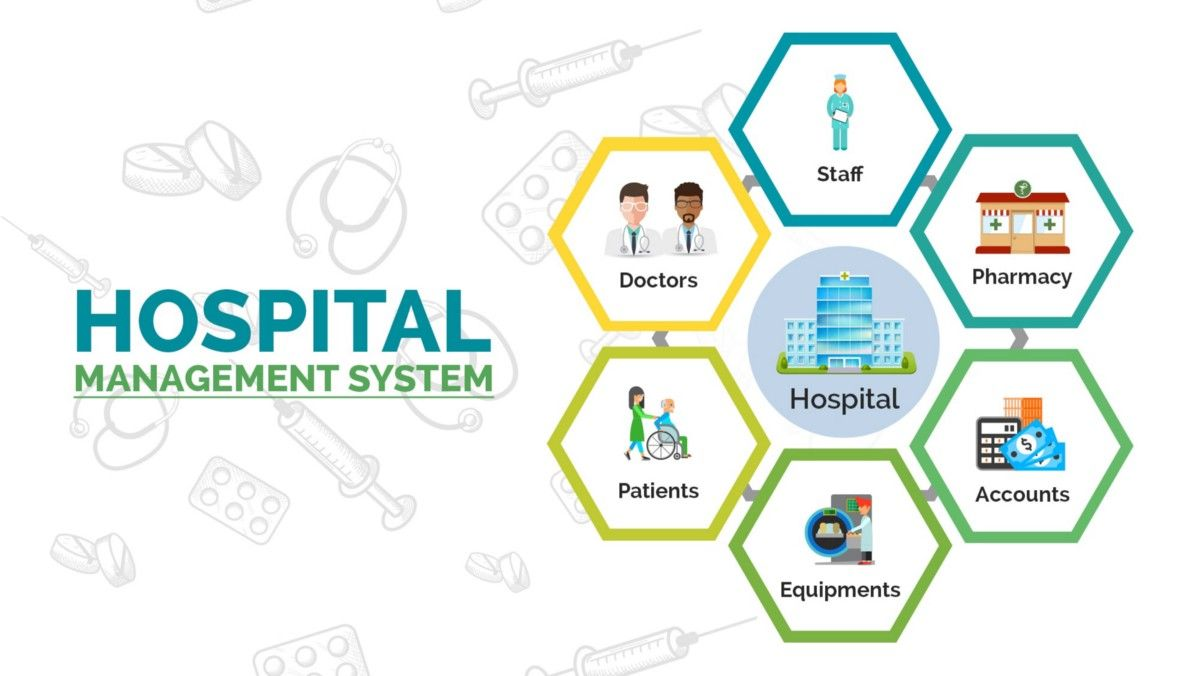 HOSPITAL
MANAGEMENT SYSTEM
Staff
Doctors
Pharmacy
Hospital
Patients
Accounts
Equipments